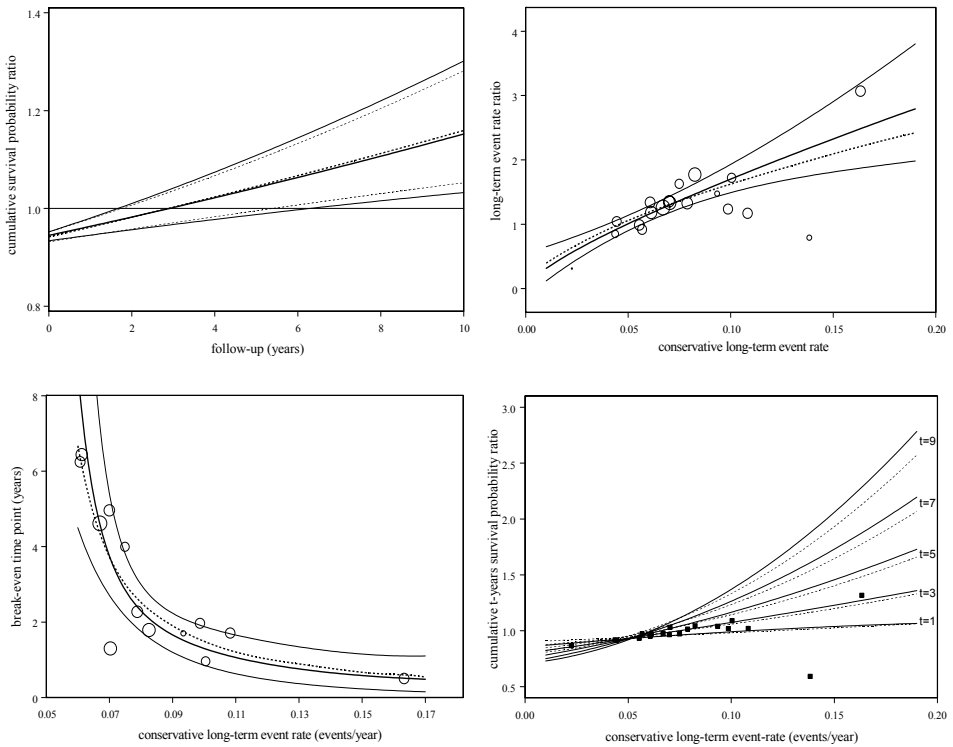 cumulative survival probability ratio
1.4
1.2
1.0
0.8
0 2 4 6 8 10
follow-up (years)
long-term event rate ratio
4
3
2
1
0
0.00 0.05 0.10 0.15 0.20
conservative long-term event rate
break-even time point (years)
8
6
4
2
0
0.05 0.07 0.09 0.11 0.13 0.15 0.17
conservative long-term event rate (events/year)
cumulative t-years survival probability ratio
3.0
2.5
2.0
1.5
1.0
0.5
t=9
t=7
t=5
t=3
t=1
0.00 0.05 0.10 0.15 0.20
conservative long-term event-rate (events/year)